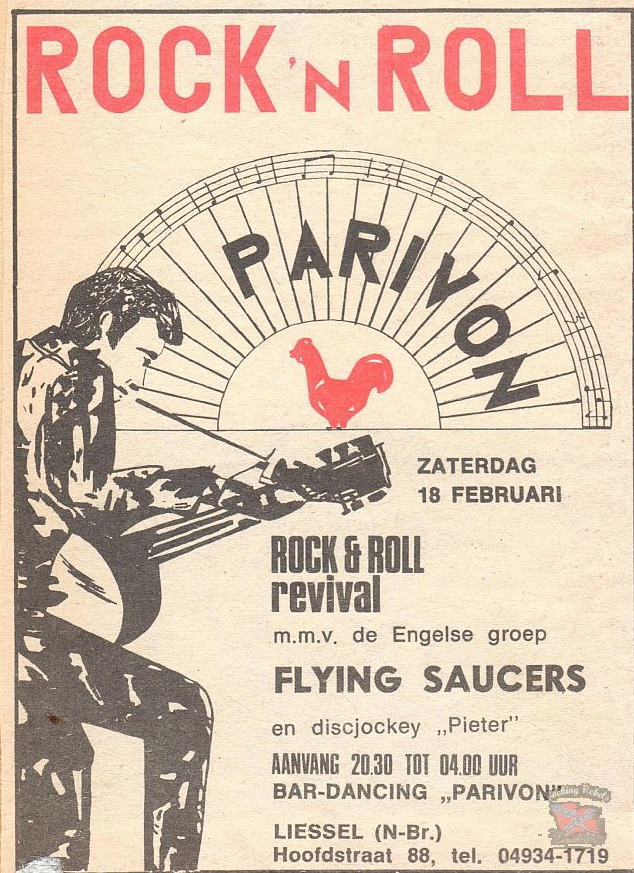 ROCK 'N ROLL
PARIVON
ZATERDAG
18 FEBRUARI
ROCK & ROLL
revival
m.m.v. de Engelse groep
FLYING SAUCERS
en discjockey „Pieter”
AANVANG 20.30 TOT 04.00 UUR
BAR-DANCING „PARIVON”
Rebels
LIESSEL (N-Br.)
Hoofdstraat 88, tel. 04934-1719